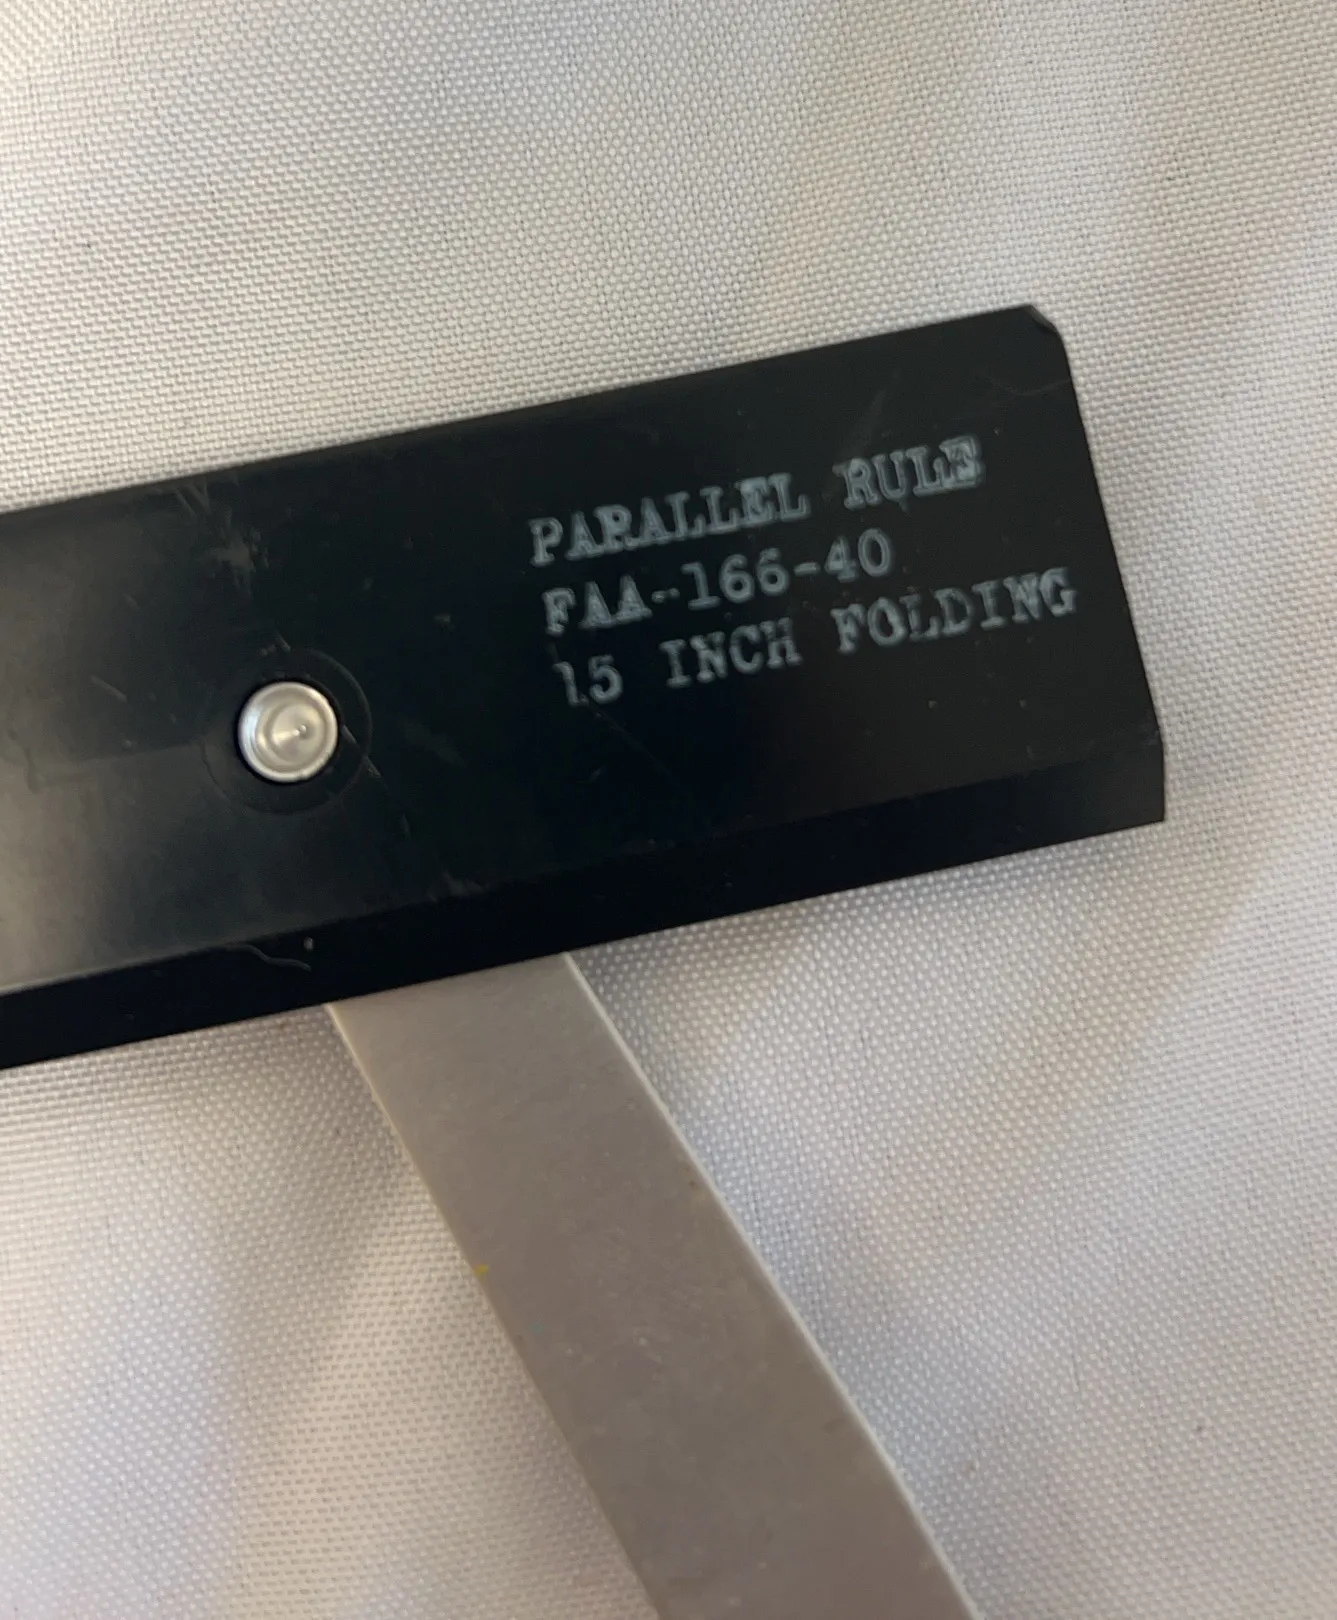 PARALLEL RULE
FAA-166-40
15 INCH FOLDING